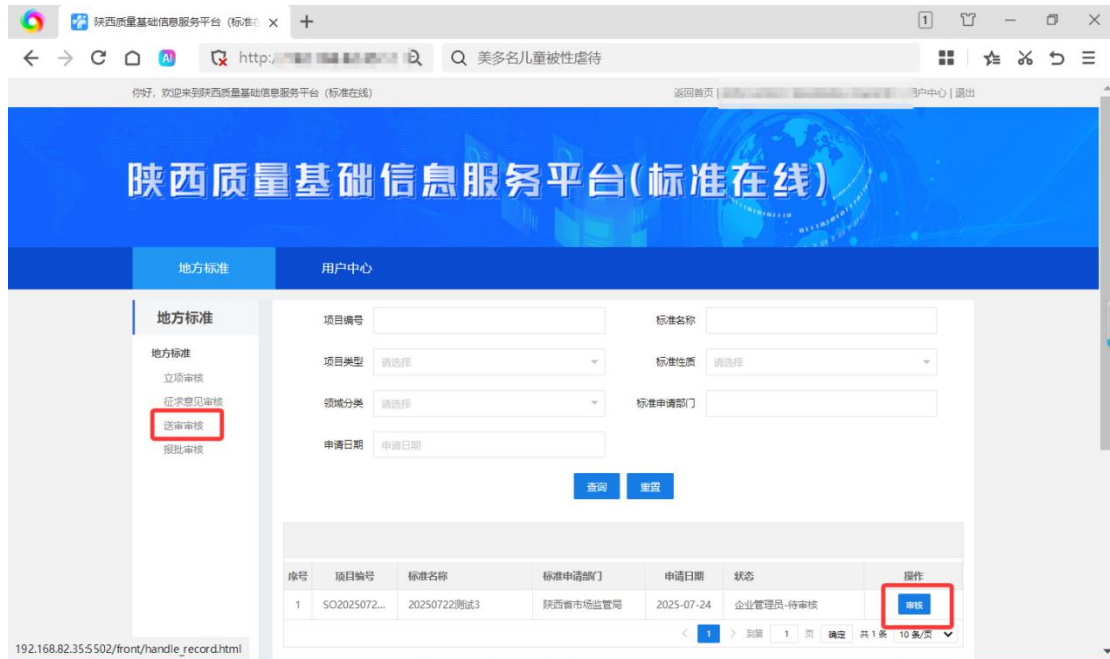 陕西质量基础信息服务平台（标准在
1
AI
http:
美多名儿童被性虐待
你好，欢迎来到陕西质量基础信息服务平台（标准在线）
返回首页 |
用户中心 | 退出
陕西质量基础信息服务平台(标准在线)
地方标准 用户中心
地方标准
地方标准
立项审核
征求意见审核
送审审核
报批审核
项目编号 标准名称
项目类型 请选择 标准性质 请选择
领域分类 请选择 标准申请部门
申请日期 申请日期
查询 重置
序号 项目编号 标准名称 标准申请部门 申请日期 状态 操作
1 SO2025072... 20250722测试3 陕西省市场监管局 2025-07-24 企业管理员-待审核 审核
< 1 > 到第 1 页 确定 共1条 10条/页
192.168.82.35:5502/front/handle_record.html